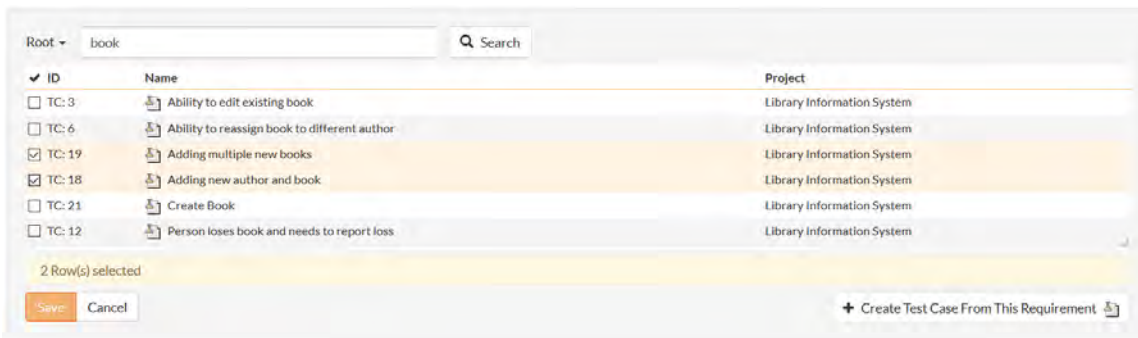 Root book Search
ID Name Project
TC: 3 Ability to edit existing book Library Information System
TC: 6 Ability to reassign book to different author Library Information System
TC: 19 Adding multiple new books Library Information System
TC: 18 Adding new author and book Library Information System
TC: 21 Create Book Library Information System
TC: 12 Person loses book and needs to report loss Library Information System
2 Row(s) selected
Save Cancel + Create Test Case From This Requirement